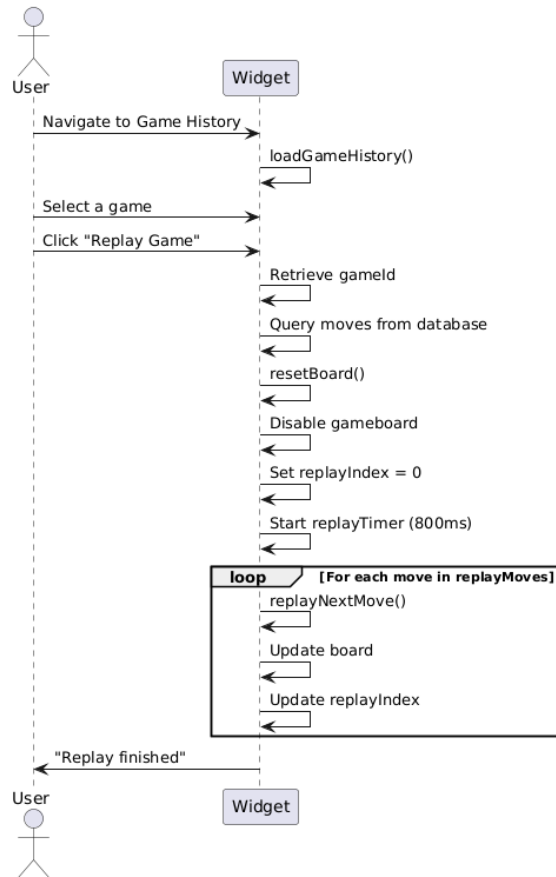 User
Widget
Navigate to Game History
loadGameHistory()
Select a game
Click "Replay Game"
Retrieve gameId
Query moves from database
resetBoard()
Disable gameboard
Set replayIndex = 0
Start replayTimer (800ms)
loop [For each move in replayMoves]
replayNextMove()
Update board
Update replayIndex
"Replay finished"
User
Widget